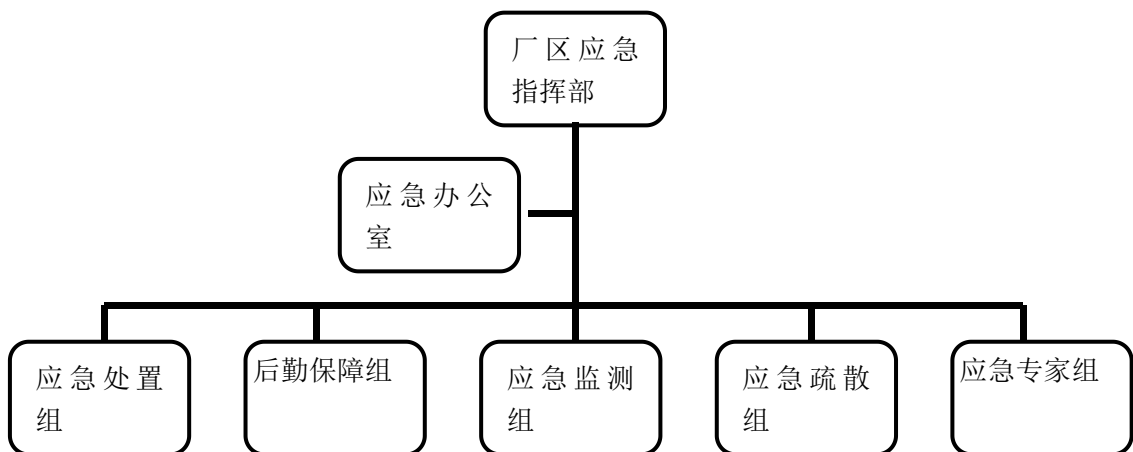 厂区应急
指挥部
应急办公
室
应急处置
组
后勤保障组
应急监测
组
应急疏散
组
应急专家组